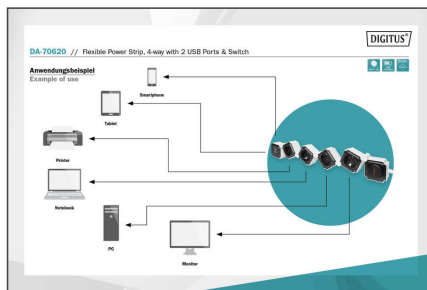 DIGITUS®
DA-70620 // Flexible Power Strip, 4-way with 2 USB Ports & Switch
Anwendungsbeispiel
Example of use
Smartphone
Tablet
Printer
Notebook
PC
Monitor